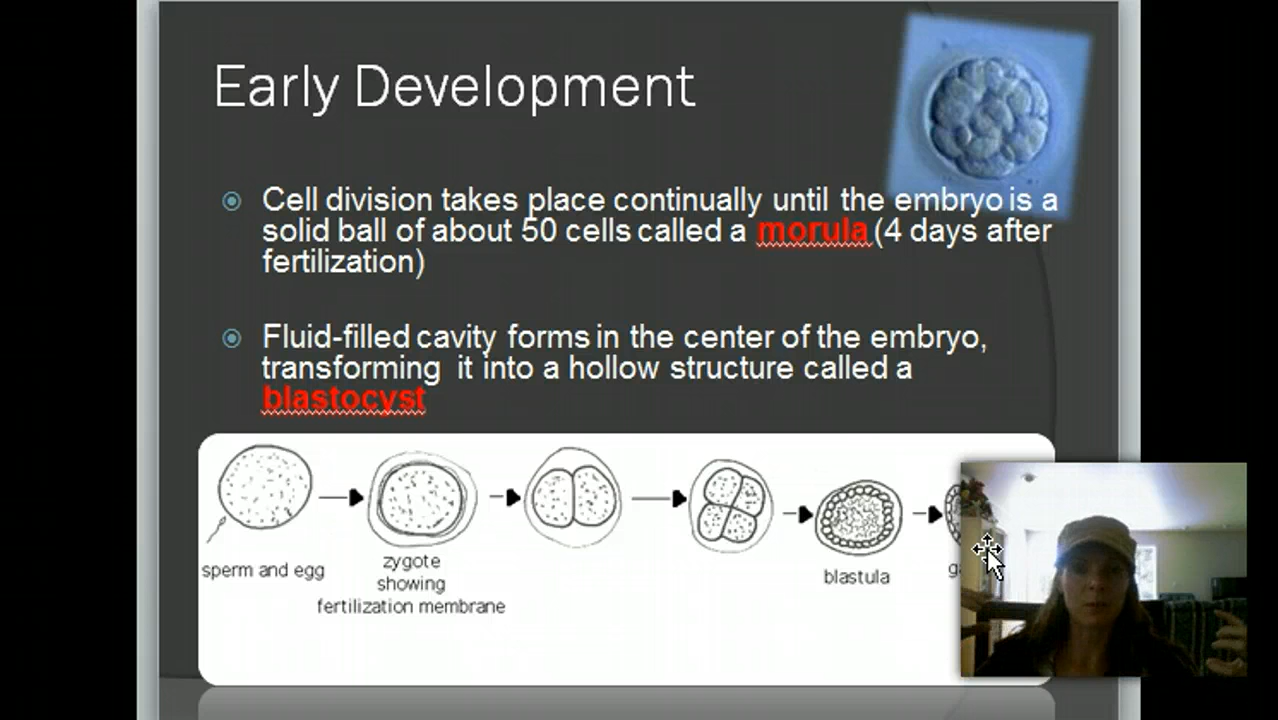 Early Development
Cell division takes place continually until the embryo is a
solid ball of about 50 cells called a morula (4 days after
fertilization)
Fluid-filled cavity forms in the center of the embryo,
transforming it into a hollow structure called a
blastocyst
sperm and egg
zygote
showing
fertilization membrane
blastula